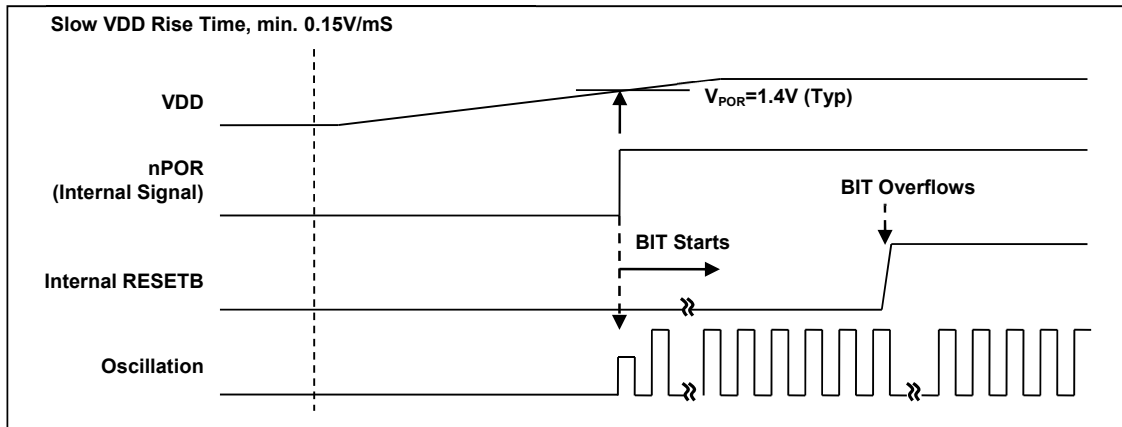 Slow VDD Rise Time, min. 0.15V/mS
VDD
VPOR=1.4V (Typ)
nPOR
(Internal Signal)
BIT Overflows
BIT Starts
Internal RESETB
Oscillation